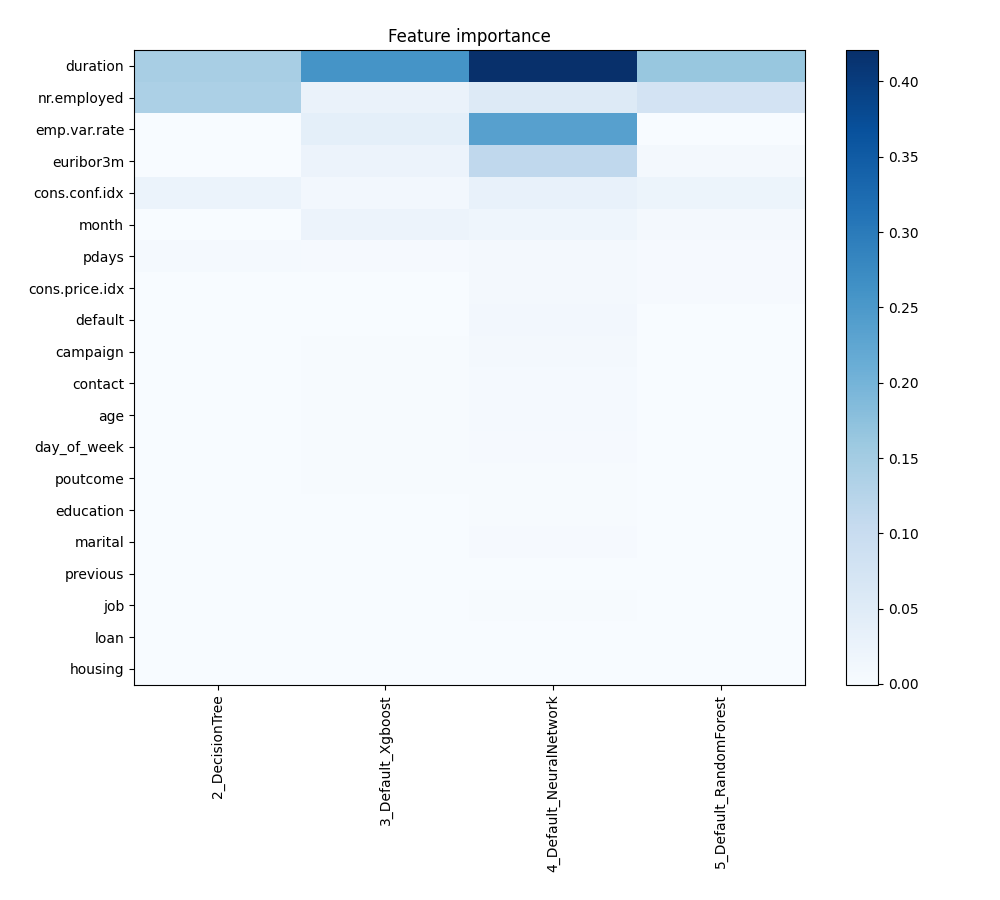 Feature importance
duration
nr.employed
emp.var.rate
euribor3m
cons.conf.idx
month
pdays
cons.price.idx
default
campaign
contact
age
day_of_week
poutcome
education
marital
previous
job
loan
housing
2_DecisionTree
3_Default_Xgboost
4_Default_NeuralNetwork
5_Default_RandomForest
0.40
0.35
0.30
0.25
0.20
0.15
0.10
0.05
0.00